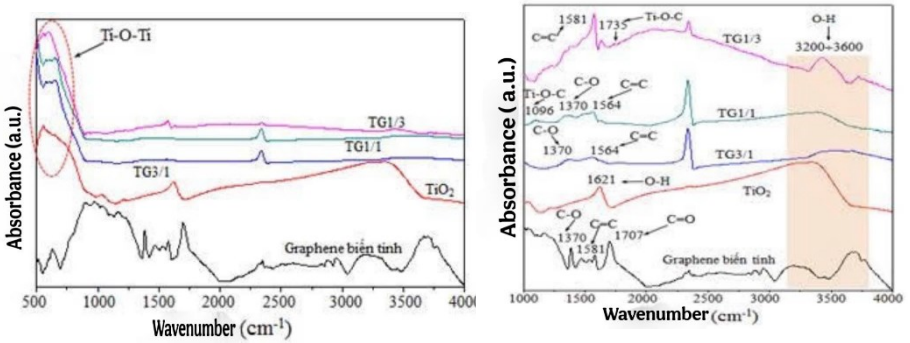 Ti-O-Ti
TG1/3
TG1/1
TG3/1
TiO2
Graphene biến tính
Absorbance (a.u.)
500 1000 1500 2000 2500 3000 3500 4000
Wavenumber (cm-1)
1581
1735
Ti-O-C
O-H
C=C
TG1/3
3200÷3600
Ti-O-C
C-O
C=C
1096
1370
1564
TG1/1
C-O
C=C
1370
1564
TG3/1
1621
O-H
TiO2
C-O
C=C
C=O
1370
1581
1707
Graphene biến tính
Absorbance ( a.u.)
1000 1500 2000 2500 3000 3500 4000
Wavenumber (cm-1)